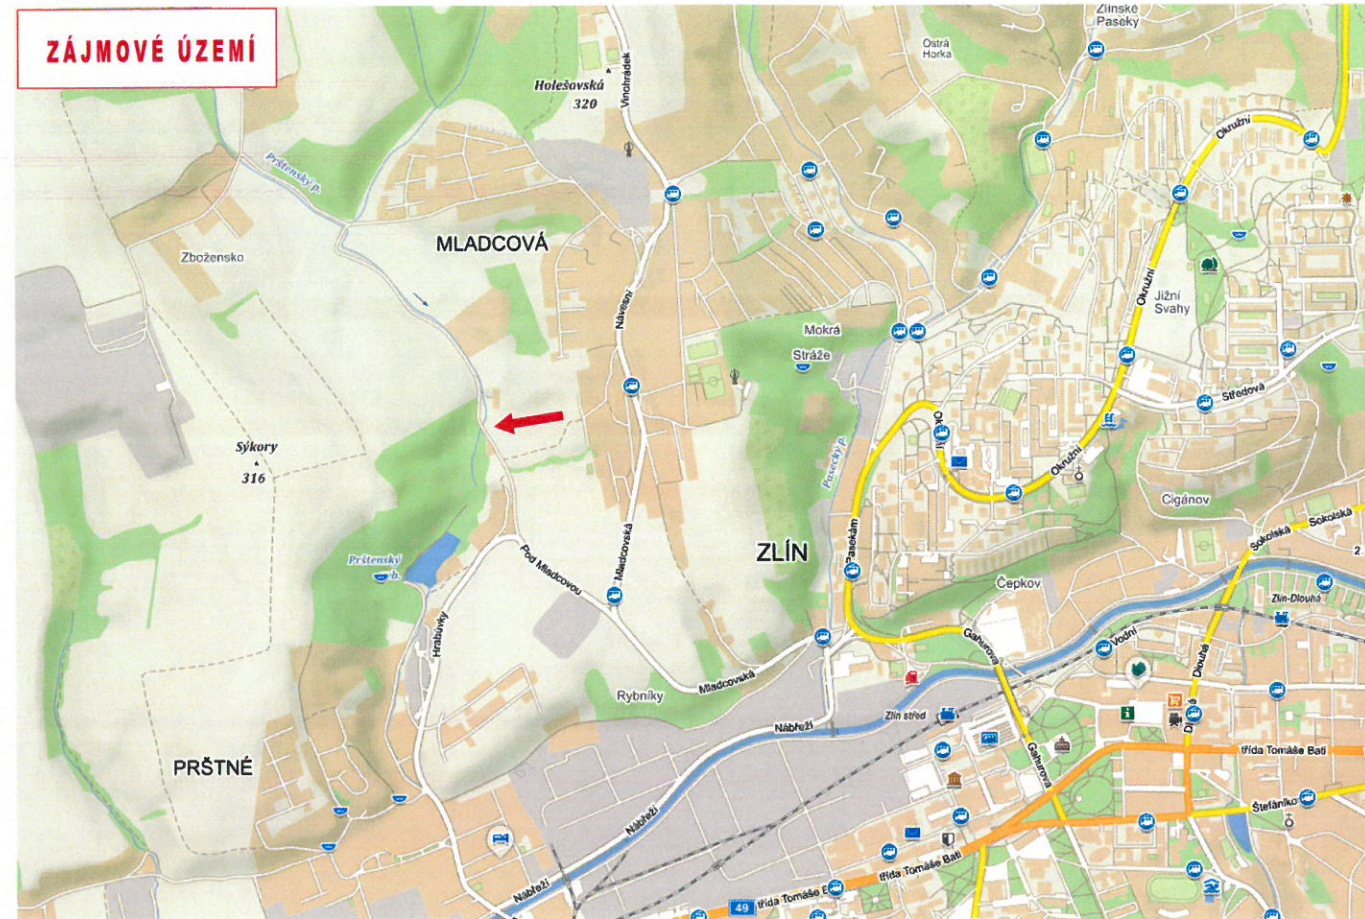 ZÁJMOVÉ ÚZEMÍ
Zlínské
Paseky
Ostrá
Horka
Holešovská
320
Vinohrádek
Okružní
Prštenský p.
MLADCOVÁ
Zbožensko
Návesní
Okružní
Jižní
Svahy
Mokrá
Stráže
Středová
Sýkory
316
Pasecký p.
Okružní
Cigánov
Sokolská
Sokolská
2
Pasekám
ZLÍN
Prštenský
b.
Pod Mladcovou
Mladcovská
Čepkov
Zlín-Dlouhá
Hrabůvky
Gahurova
Vodní
Dlouhá
Rybníky
Mladcovská
Zlín střed
Nábřeží
Gahurova
třída Tomáše Bati
PRŠTNÉ
Nábřeží
Štefániko
třída Tomáše Bati
Nábřeží
49
třída Tomáše B